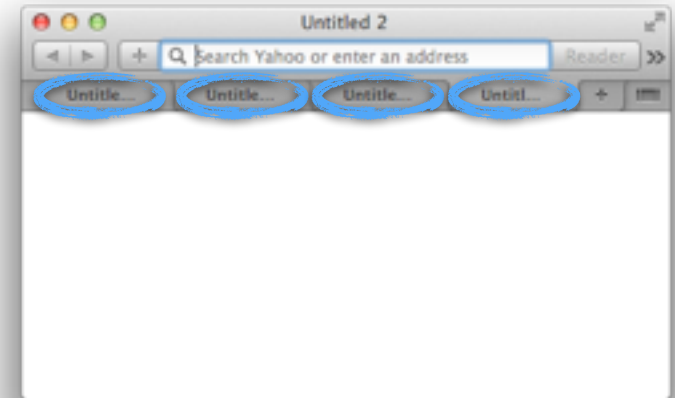 Untitled 2
Search Yahoo or enter an address Reader
Untitle... Untitle... Untitle... Untitl...